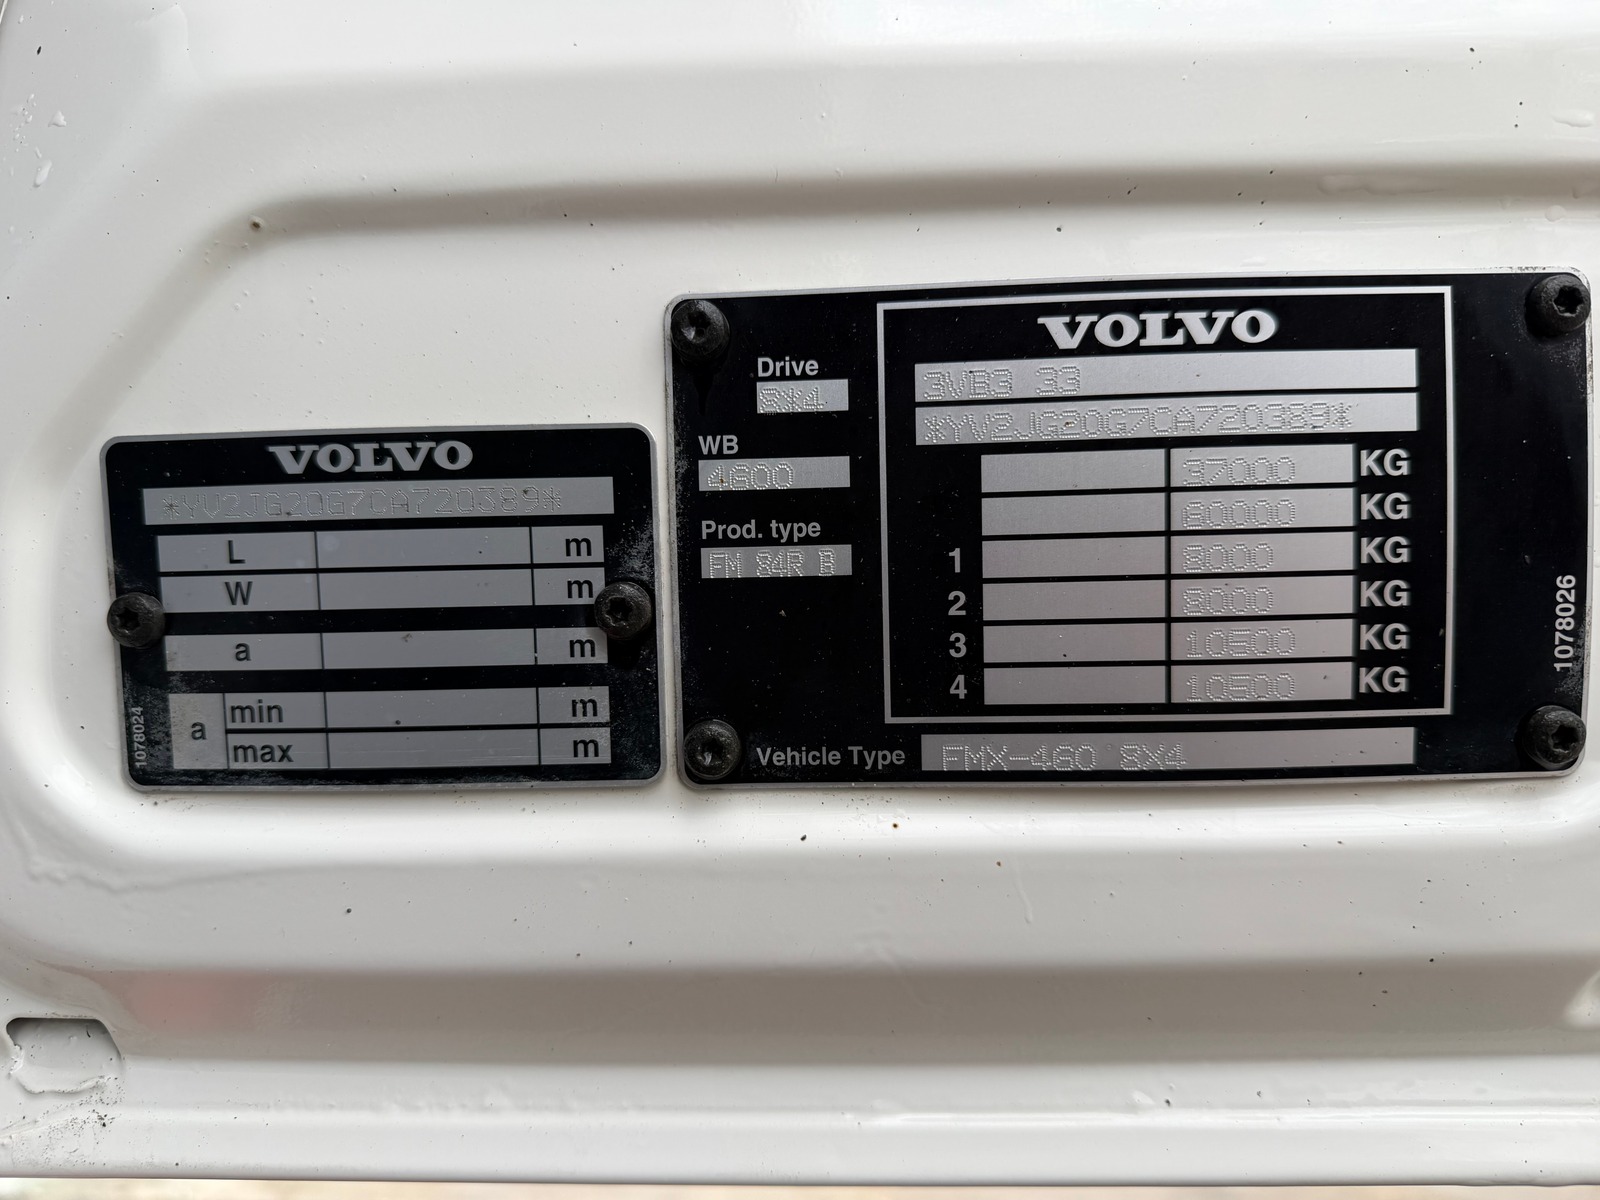 VOLVO
*YV2JG20G7CA720389*
L m
W m
a m
a min m
max m
1078024
Drive
8X4
WB
4600
Prod. type
FM 84R B
VOLVO
3VB3 33
*YV2JG20G7CA720389*
37000 KG
60000 KG
1 8000 KG
2 8000 KG
3 10500 KG
4 10500 KG
Vehicle Type FMX-460 8X4
1078026